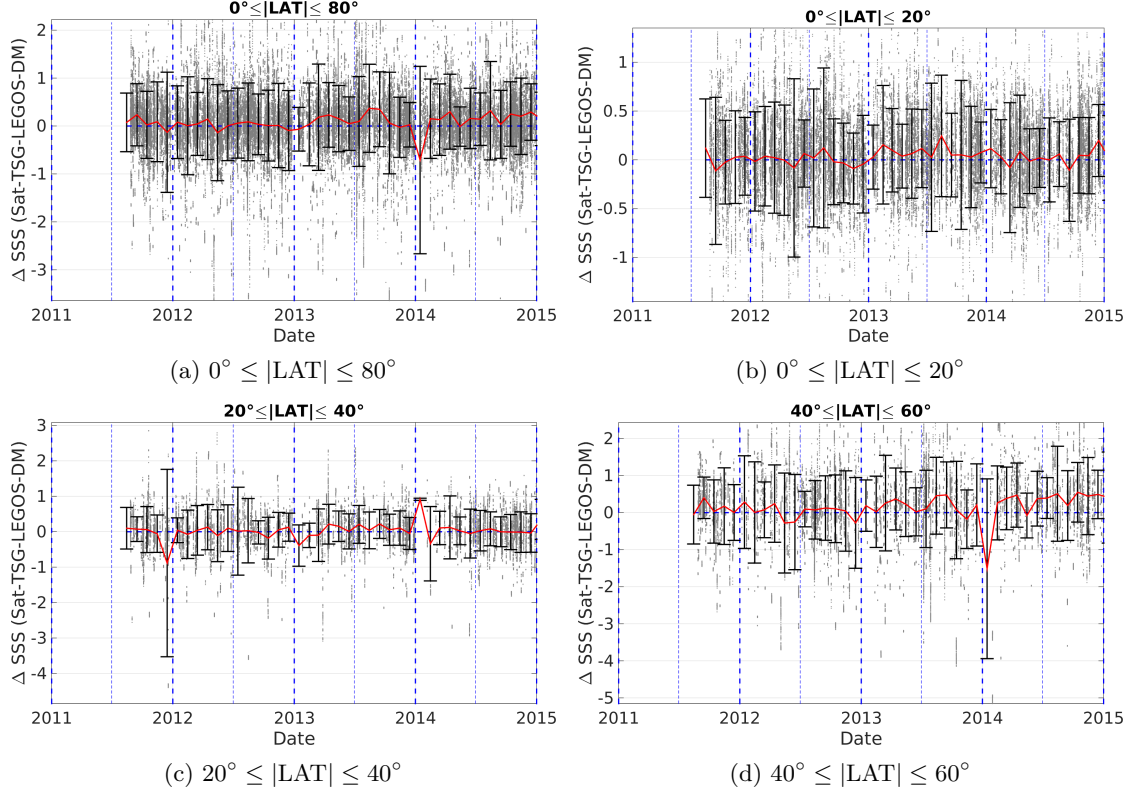 0°≤|LAT|≤ 80°
Δ SSS (Sat-TSG-LEGOS-DM)
2
1
0
-1
-2
-3
2011 2012 2013 2014 2015
Date
(a) 0° ≤ |LAT| ≤ 80°
0°≤|LAT|≤ 20°
Δ SSS (Sat-TSG-LEGOS-DM)
1
0.5
0
-0.5
-1
2011 2012 2013 2014 2015
Date
(b) 0° ≤ |LAT| ≤ 20°
20°≤|LAT|≤ 40°
Δ SSS (Sat-TSG-LEGOS-DM)
3
2
1
0
-1
-2
-3
-4
2011 2012 2013 2014 2015
Date
(c) 20° ≤ |LAT| ≤ 40°
40°≤|LAT|≤ 60°
Δ SSS (Sat-TSG-LEGOS-DM)
2
1
0
-1
-2
-3
-4
-5
2011 2012 2013 2014 2015
Date
(d) 40° ≤ |LAT| ≤ 60°